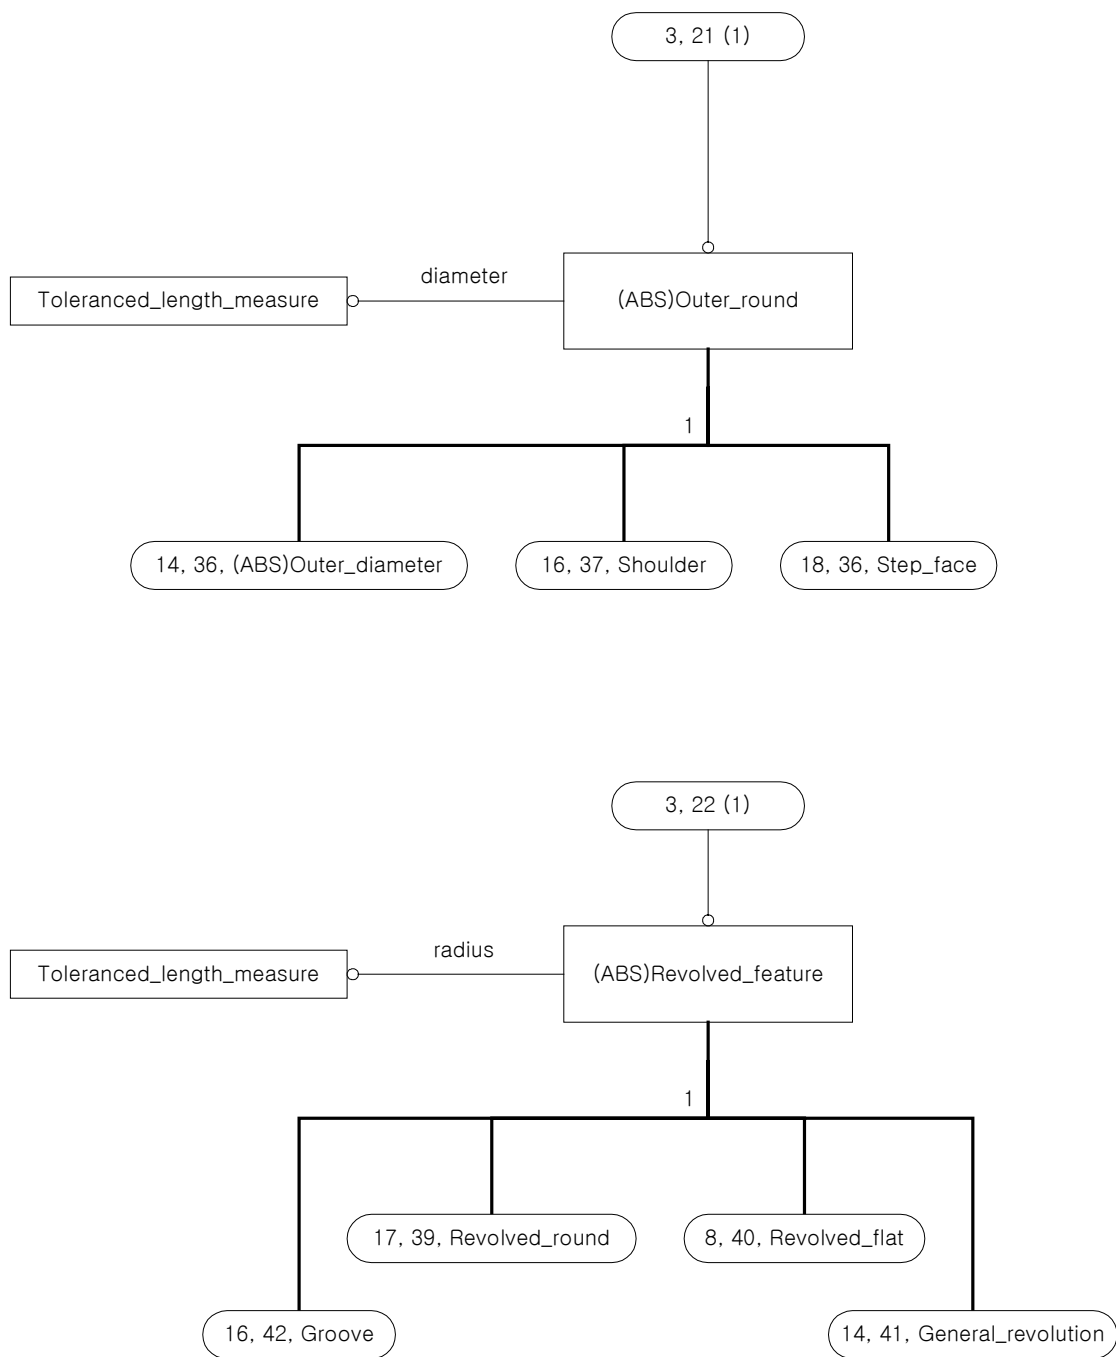 3, 21 (1)
diameter
Toleranced_length_measure
(ABS)Outer_round
1
14, 36, (ABS)Outer_diameter
16, 37, Shoulder
18, 36, Step_face
3, 22 (1)
radius
Toleranced_length_measure
(ABS)Revolved_feature
1
17, 39, Revolved_round
8, 40, Revolved_flat
16, 42, Groove
14, 41, General_revolution